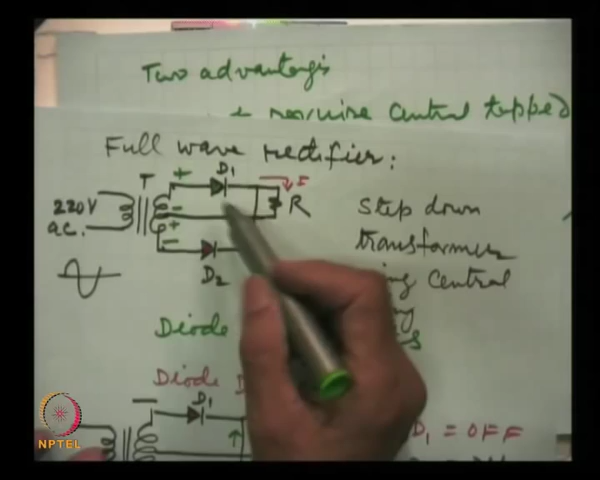 Two advantages
require Central tapped
Full wave rectifier:
T + D1 I
220V - R Step down
a.c. + transformer
- D2
Diode
Diode D
D1
D1 = OFF
NPTEL